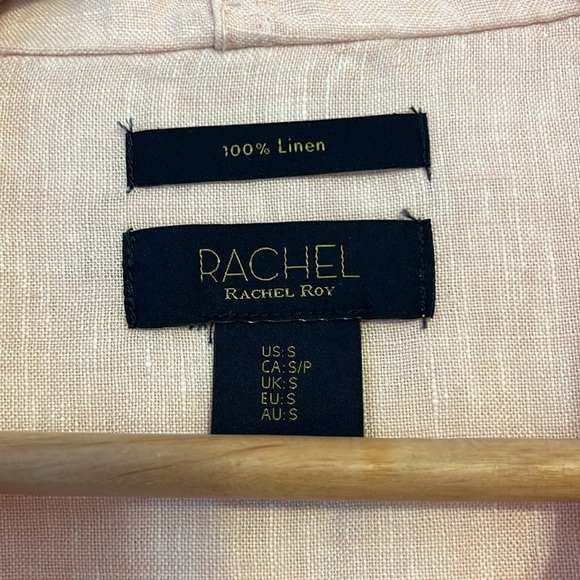 100% Linen
RACHEL
RACHEL ROY
US: S
CA: S/P
UK: S
EU: S
AU: S